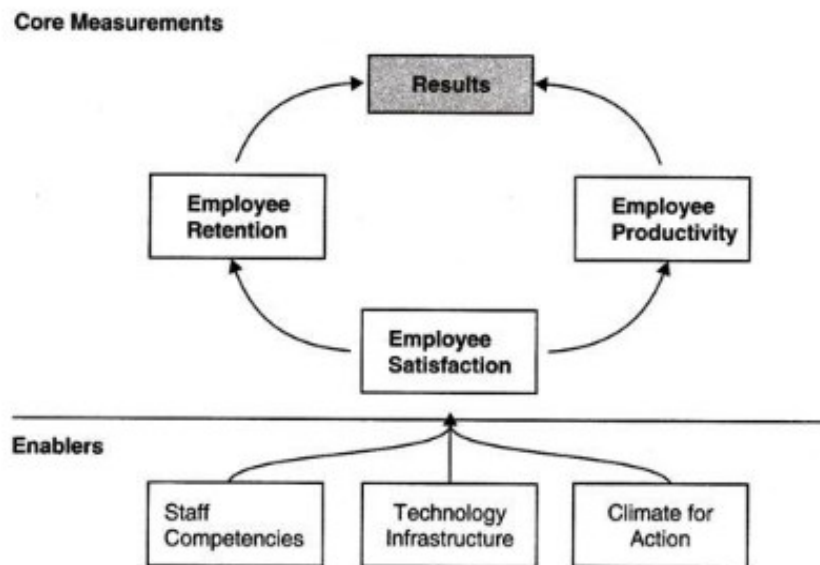 Core Measurements
Results
Employee
Retention
Employee
Productivity
Employee
Satisfaction
Enablers
Staff
Competencies
Technology
Infrastructure
Climate for
Action